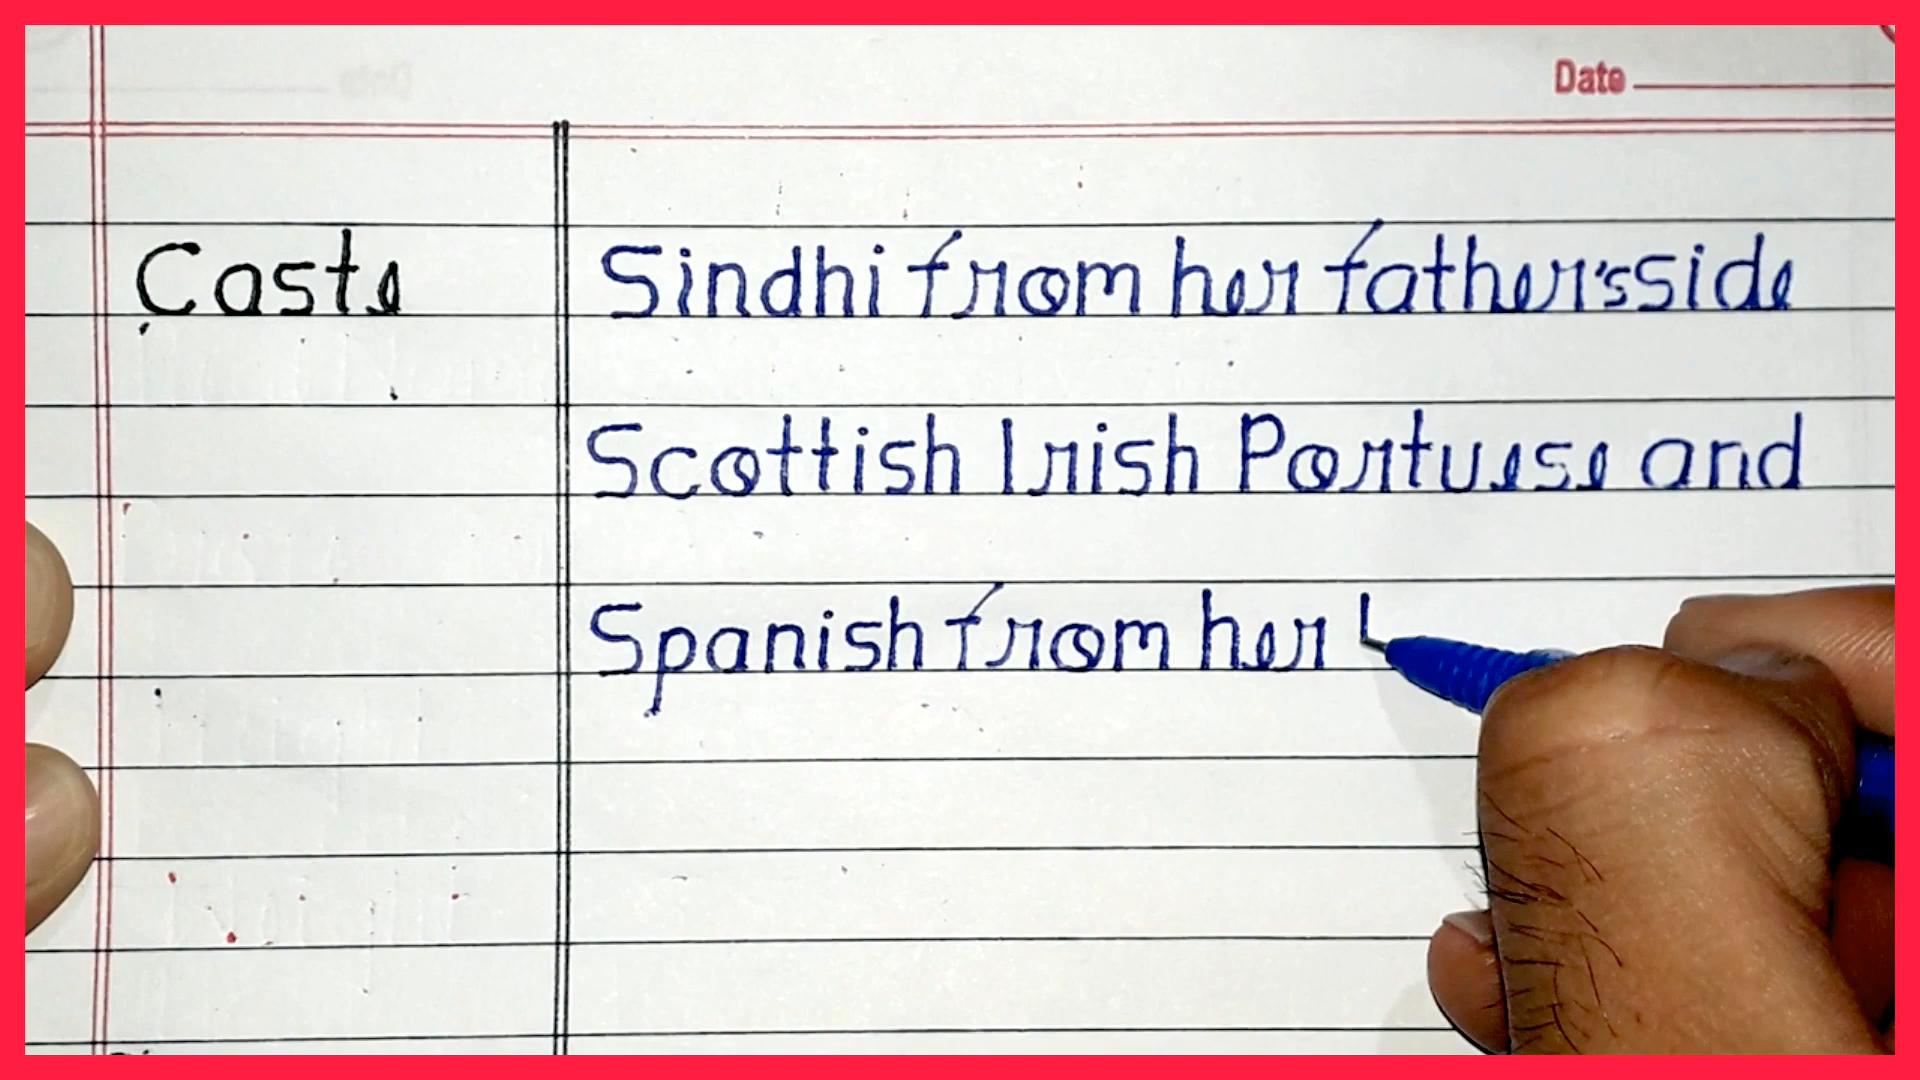 Date
Caste Sindhi from her father's side
Scottish Irish Portuese and
Spanish from her